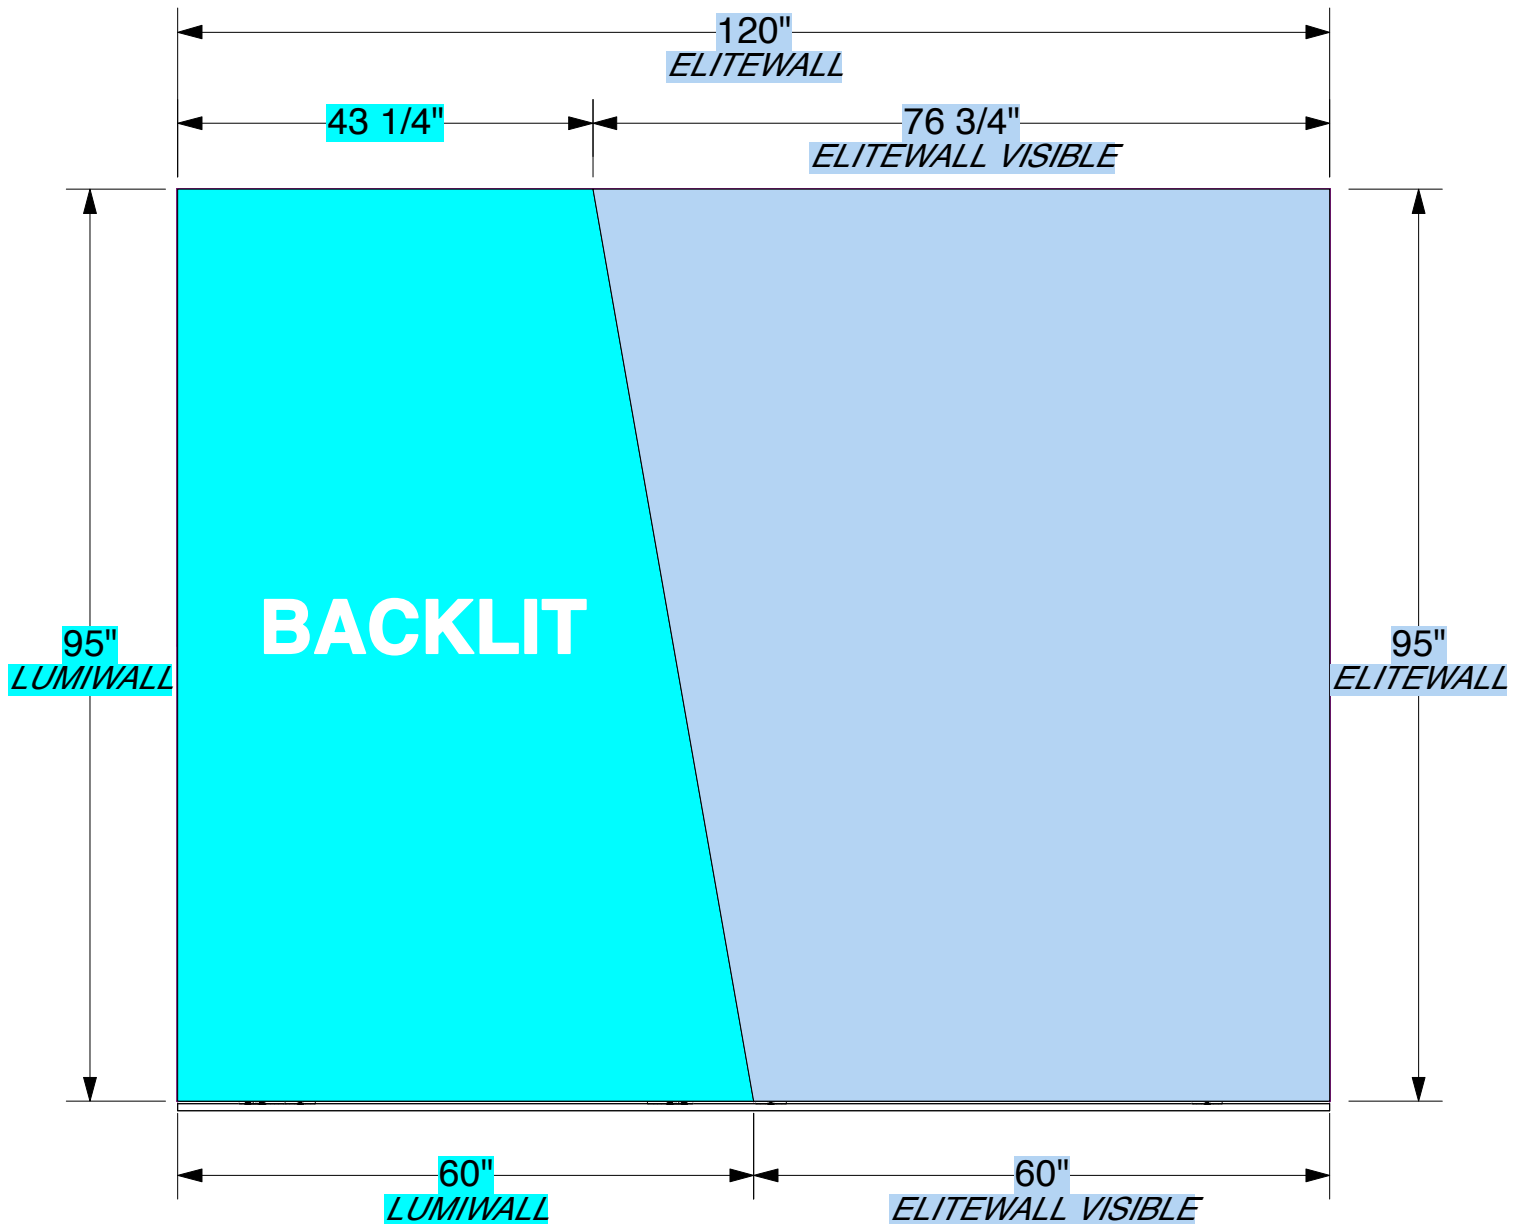 120"
ELITEWALL
43 1/4"
76 3/4"
ELITEWALL VISIBLE
BACKLIT
95"
LUMIWALL
95"
ELITEWALL
60"
LUMIWALL
60"
ELITEWALL VISIBLE